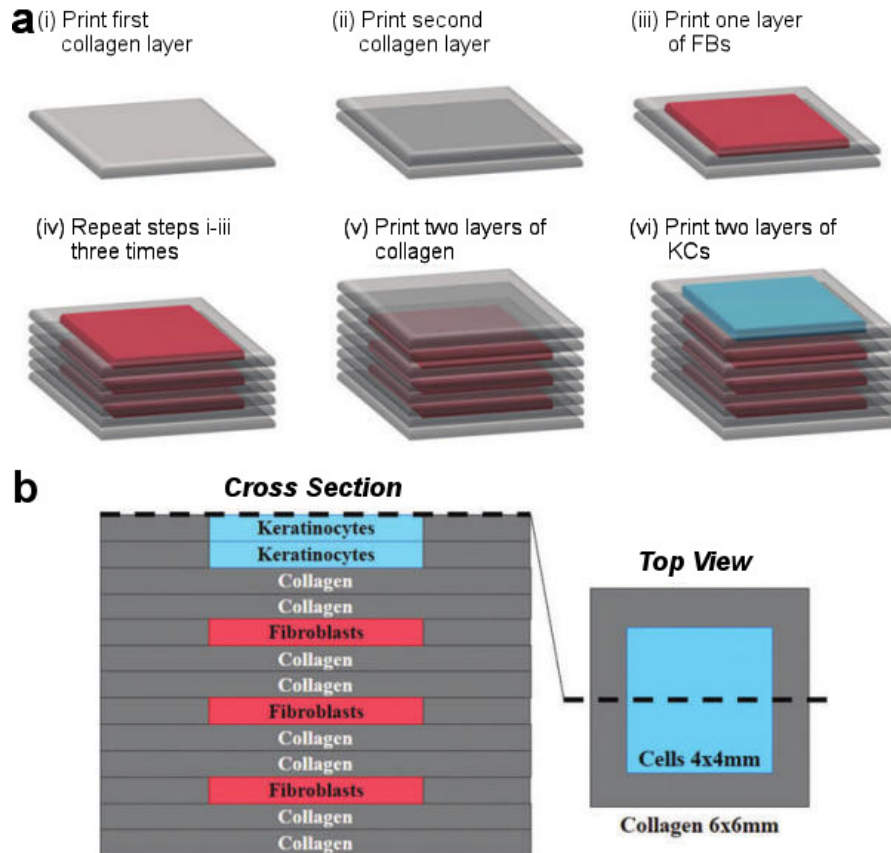 a
(i) Print first
collagen layer
(ii) Print second
collagen layer
(iii) Print one layer
of FBs
(iv) Repeat steps i-iii
three times
(v) Print two layers of
collagen
(vi) Print two layers of
KCs
b
Cross Section
Keratinocytes
Keratinocytes
Collagen
Collagen
Fibroblasts
Collagen
Collagen
Fibroblasts
Collagen
Collagen
Fibroblasts
Collagen
Collagen
Top View
Cells 4x4mm
Collagen 6x6mm